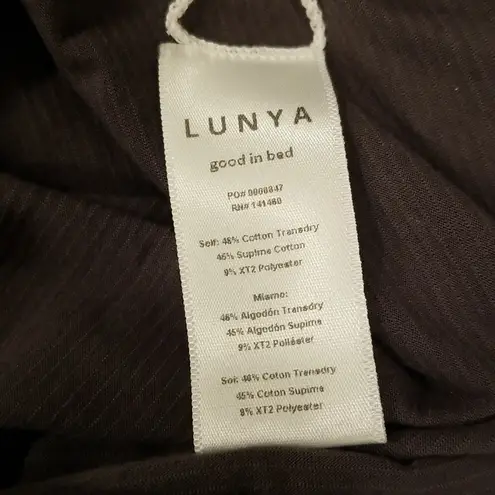 LUNYA
good in bed
PO# 0000847
RN# 141460
Self: 46% Cotton Transdry
45% Supima Cotton
9% XT2 Polyester
Mismo:
46% Algodón Transdry
45% Algodón Supima
9% XT2 Poliéster
Soi: 46% Coton Transdry
45% Coton Supima
9% XT2 Polyester